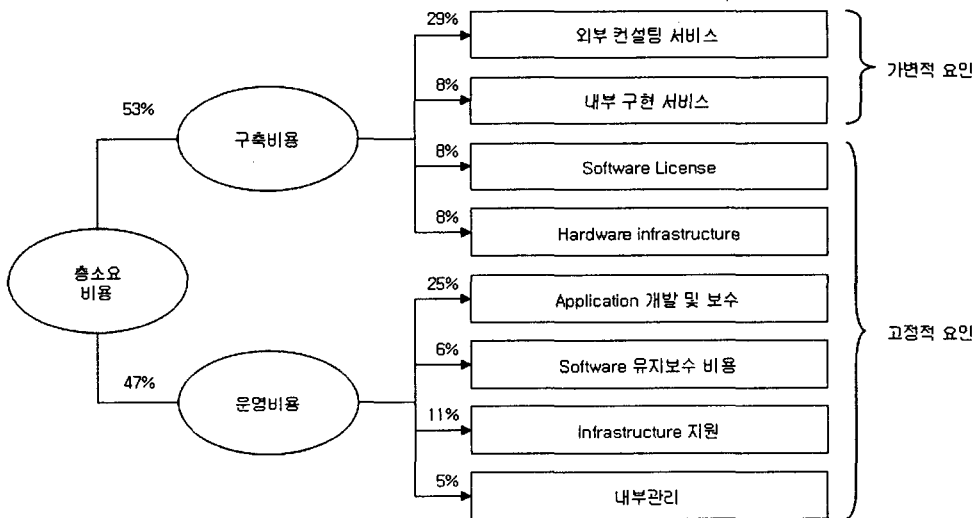 29%
외부 컨설팅 서비스
가변적 요인
8%
내부 구현 서비스
53%
구축비용
8%
Software License
8%
Hardware infrastructure
총소요
비용
25%
Application 개발 및 보수
고정적 요인
6%
Software 유지보수 비용
47%
운영비용
11%
Infrastructure 지원
5%
내부관리